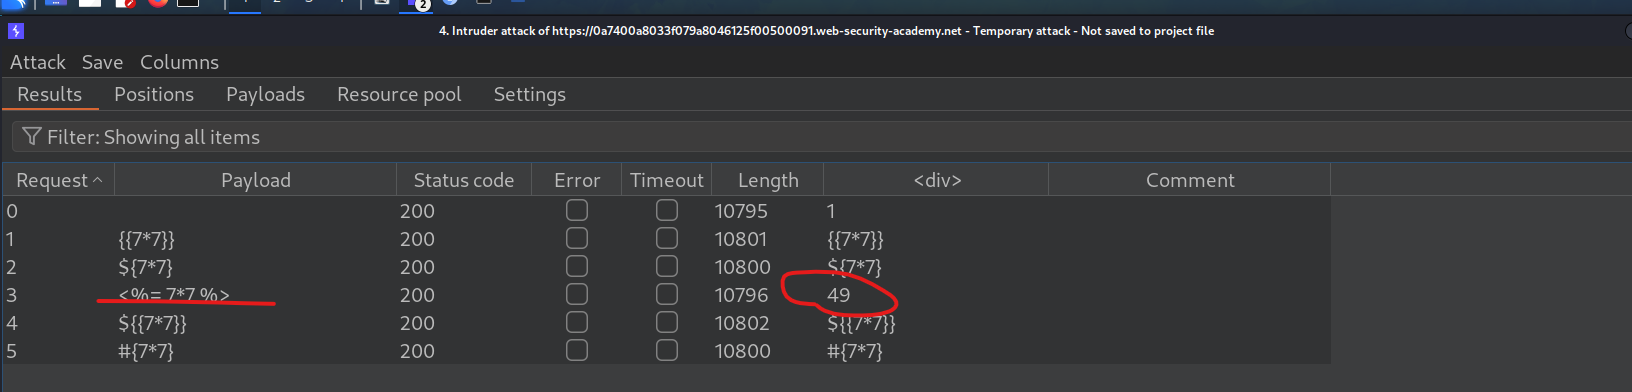 2
4. Intruder attack of https://0a7400a8033f079a8046125f00500091.web-security-academy.net - Temporary attack - Not saved to project file
Attack Save Columns
Results Positions Payloads Resource pool Settings
Filter: Showing all items
Request Payload Status code Error Timeout Length <div> Comment
0 200 10795 1
1 {{7*7}} 200 10801 {{7*7}}
2 ${7*7} 200 10800 ${7*7}
3 <%= 7*7 %> 200 10796 49
4 ${{7*7}} 200 10802 ${{7*7}}
5 #{7*7} 200 10800 #{7*7}